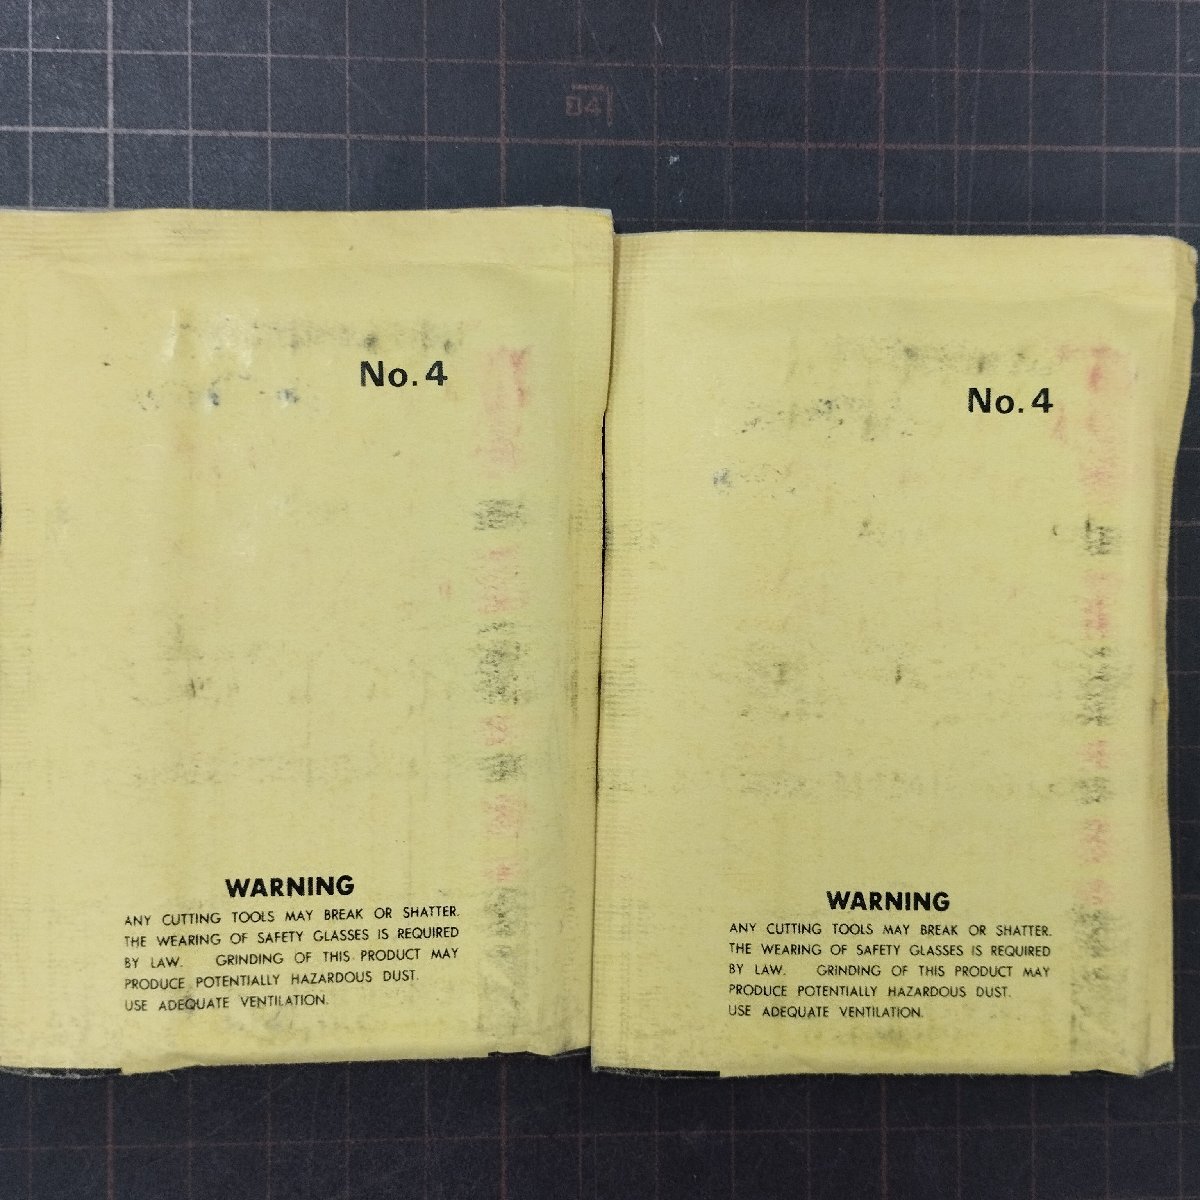 No. 4
WARNING
ANY CUTTING TOOLS MAY BREAK OR SHATTER.
THE WEARING OF SAFETY GLASSES IS REQUIRED
BY LAW. GRINDING OF THIS PRODUCT MAY
PRODUCE POTENTIALLY HAZARDOUS DUST.
USE ADEQUATE VENTILATION.
No. 4
WARNING
ANY CUTTING TOOLS MAY BREAK OR SHATTER.
THE WEARING OF SAFETY GLASSES IS REQUIRED
BY LAW. GRINDING OF THIS PRODUCT MAY
PRODUCE POTENTIALLY HAZARDOUS DUST.
USE ADEQUATE VENTILATION.